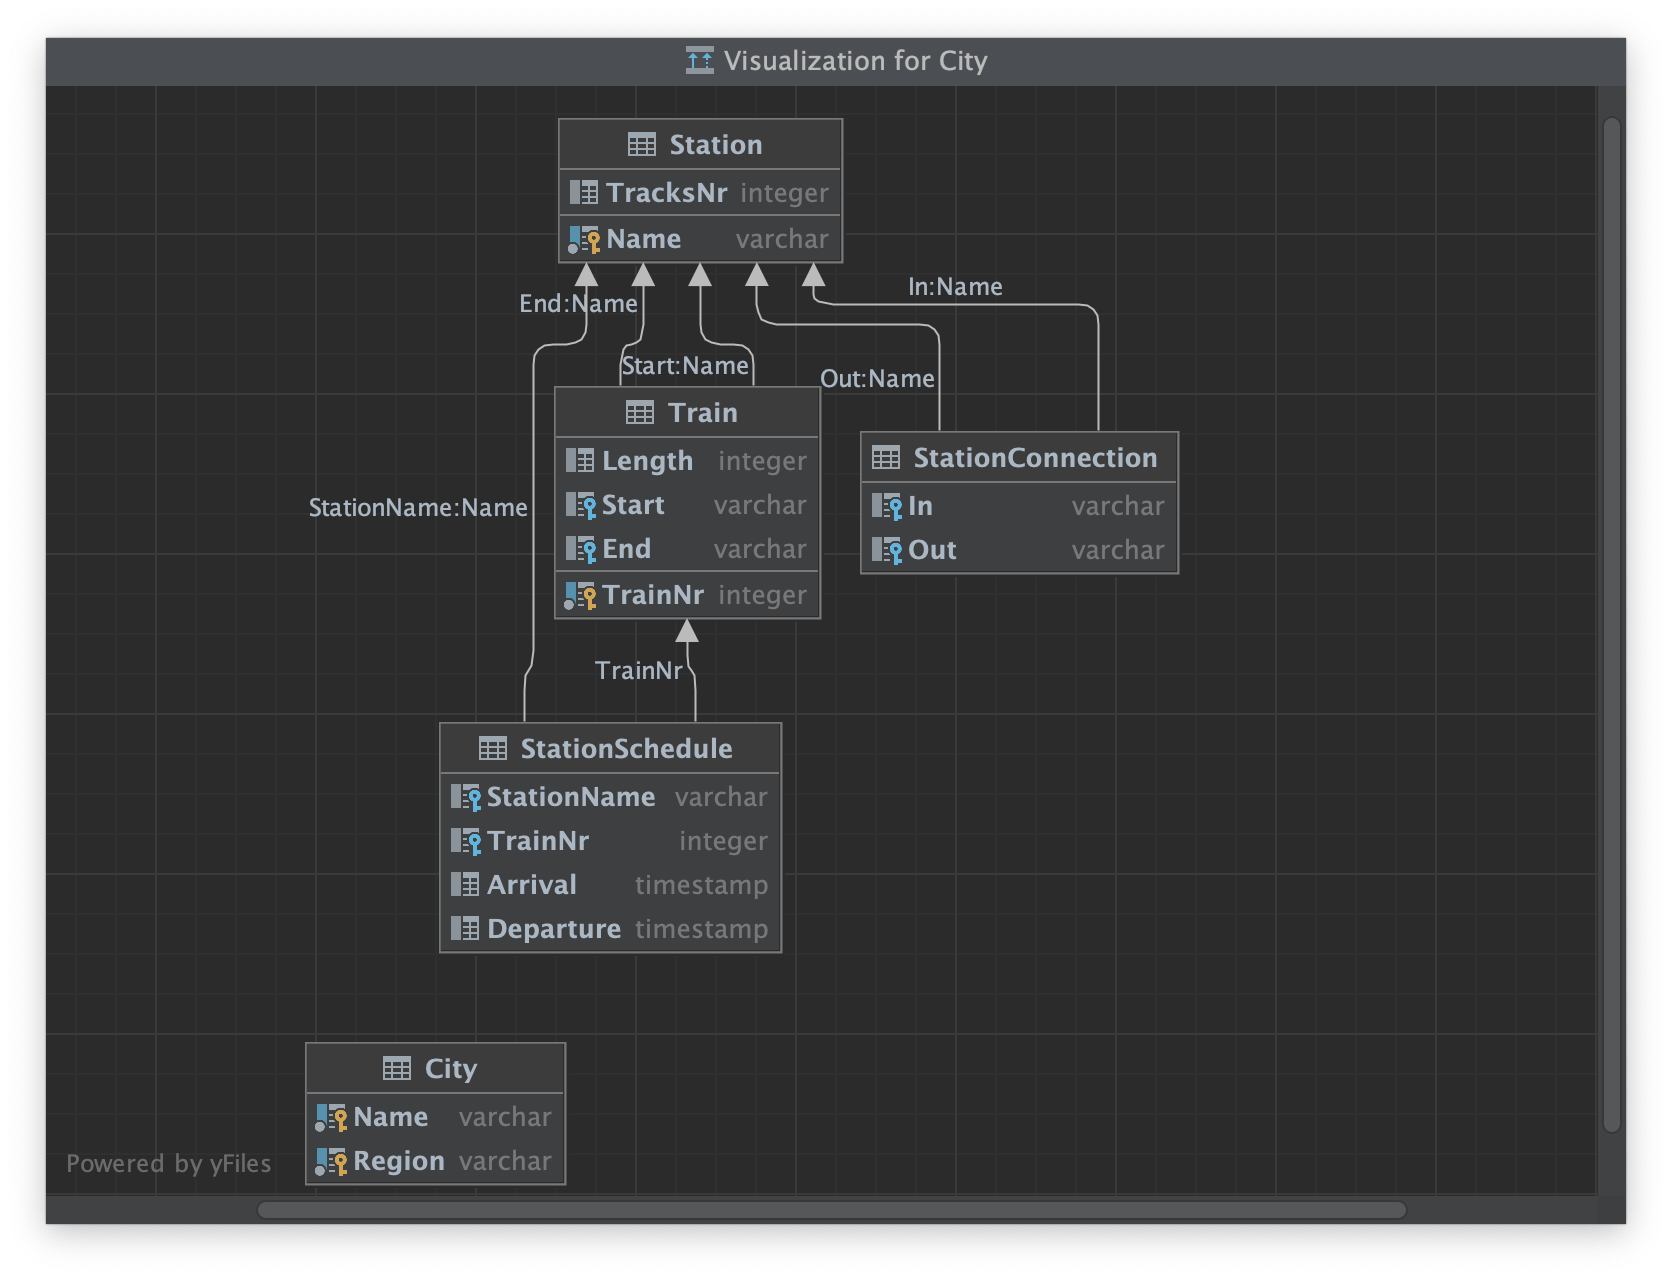 Visualization for City
Station
TracksNr integer
Name varchar
End:Name
In:Name
Start:Name
Out:Name
Train
Length integer
Start varchar
End varchar
TrainNr integer
StationConnection
In varchar
Out varchar
StationName:Name
TrainNr
StationSchedule
StationName varchar
TrainNr integer
Arrival timestamp
Departure timestamp
City
Name varchar
Region varchar
Powered by yFiles